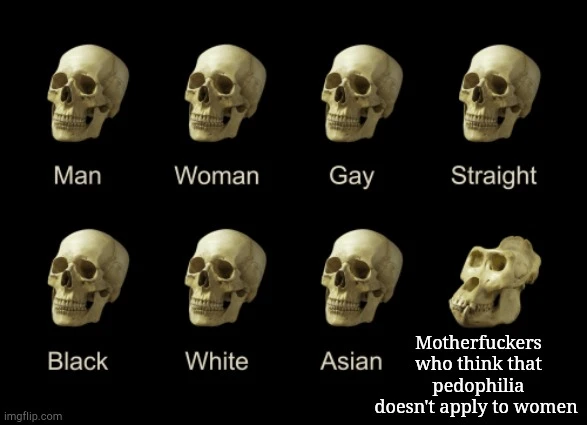 Man Woman Gay Straight
Black White Asian
Motherfuckers
who think that
pedophilia
doesn't apply to women
imgflip.com